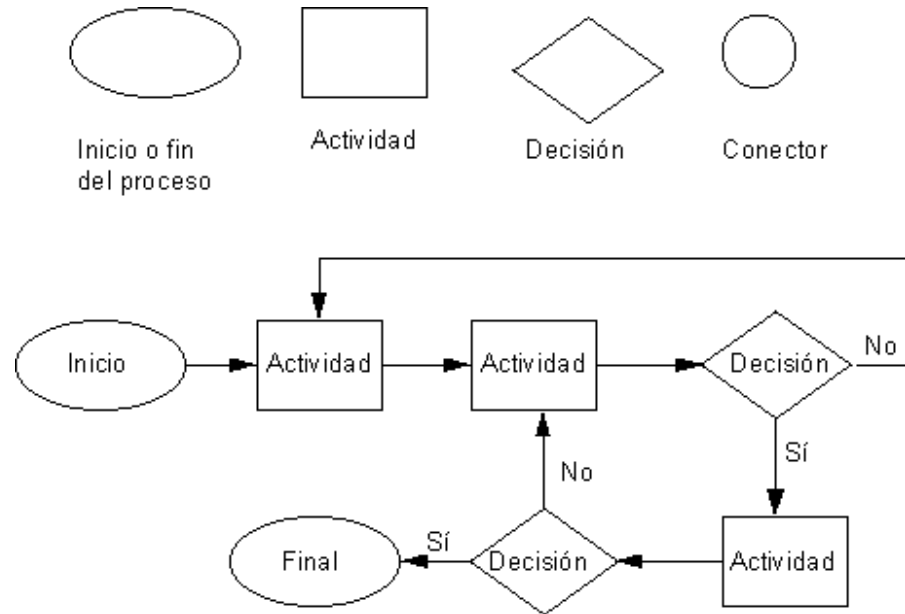 Inicio o fin
del proceso
Actividad
Decisión
Conector
Inicio
Actividad
Actividad
Decisión
No
Sí
No
Final
Sí
Decisión
Actividad